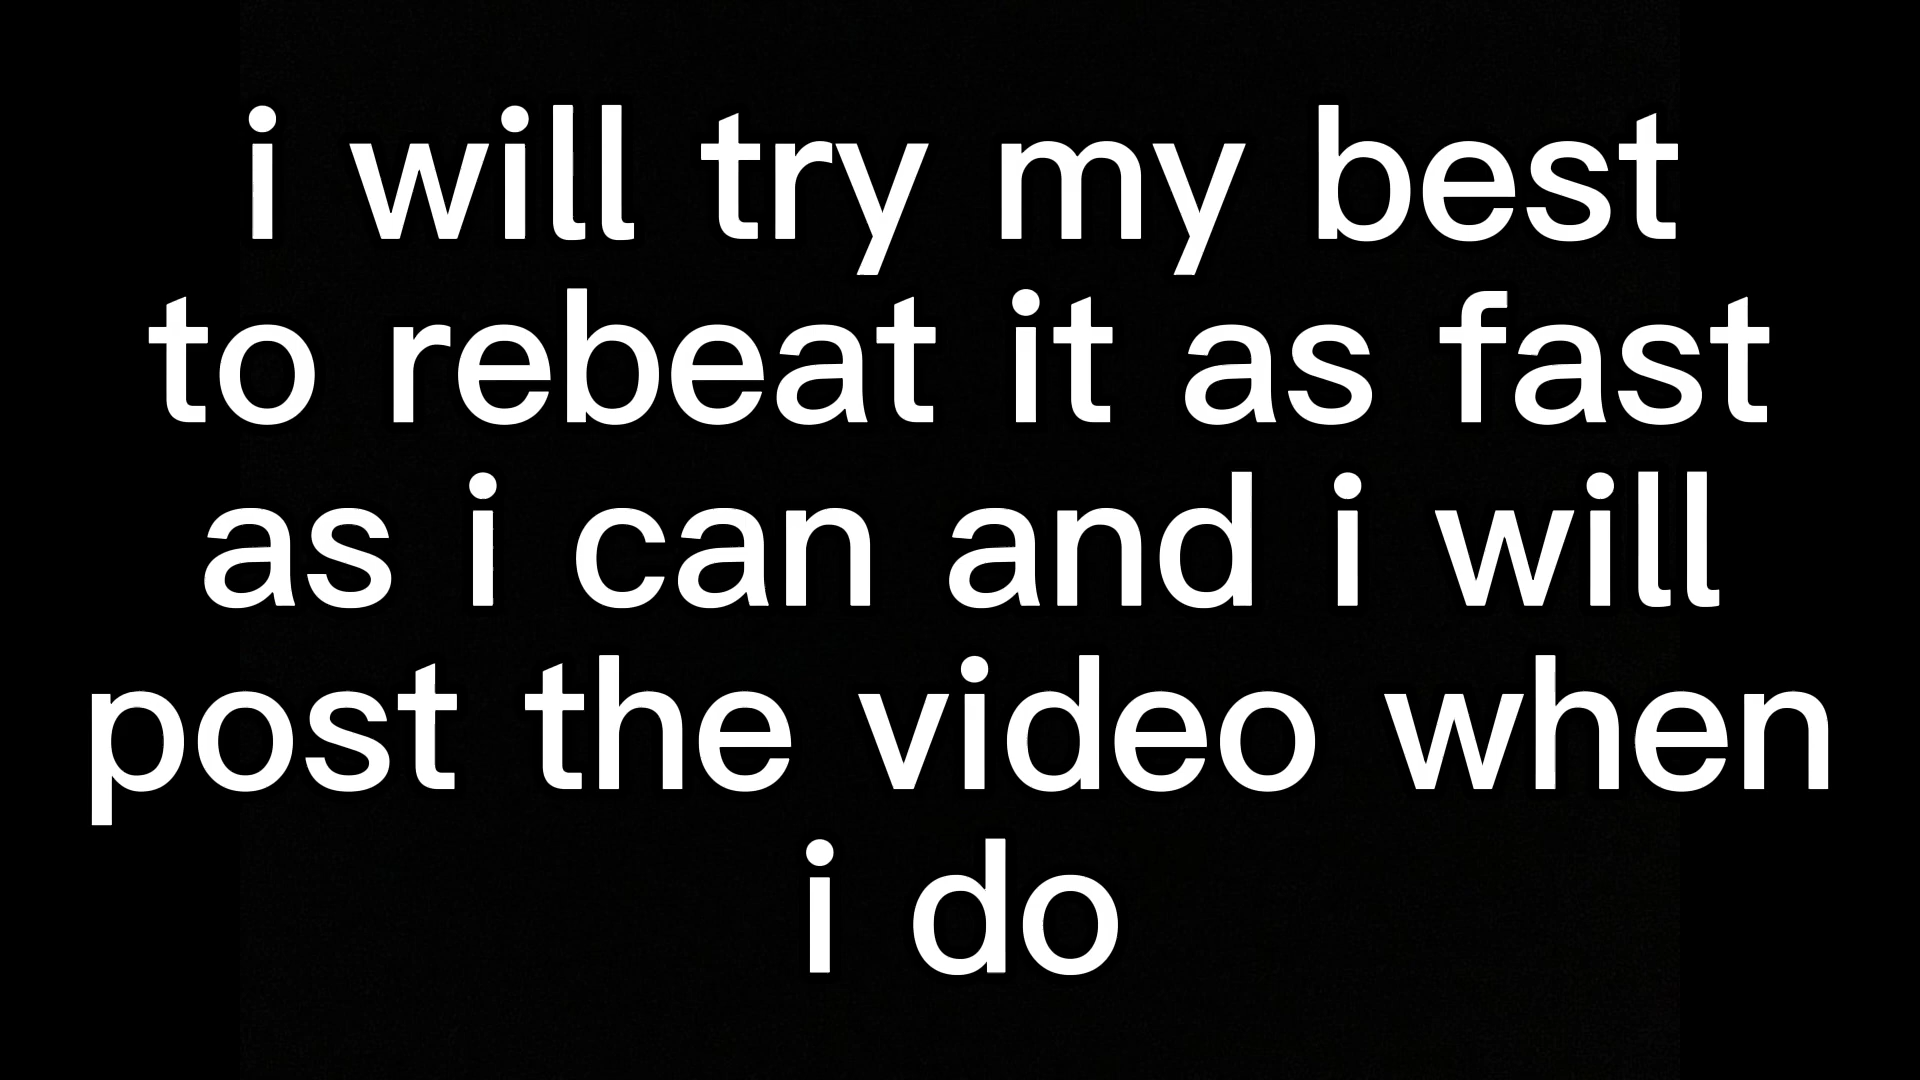 i will try my best
to rebeat it as fast
as i can and i will
post the video when
i do